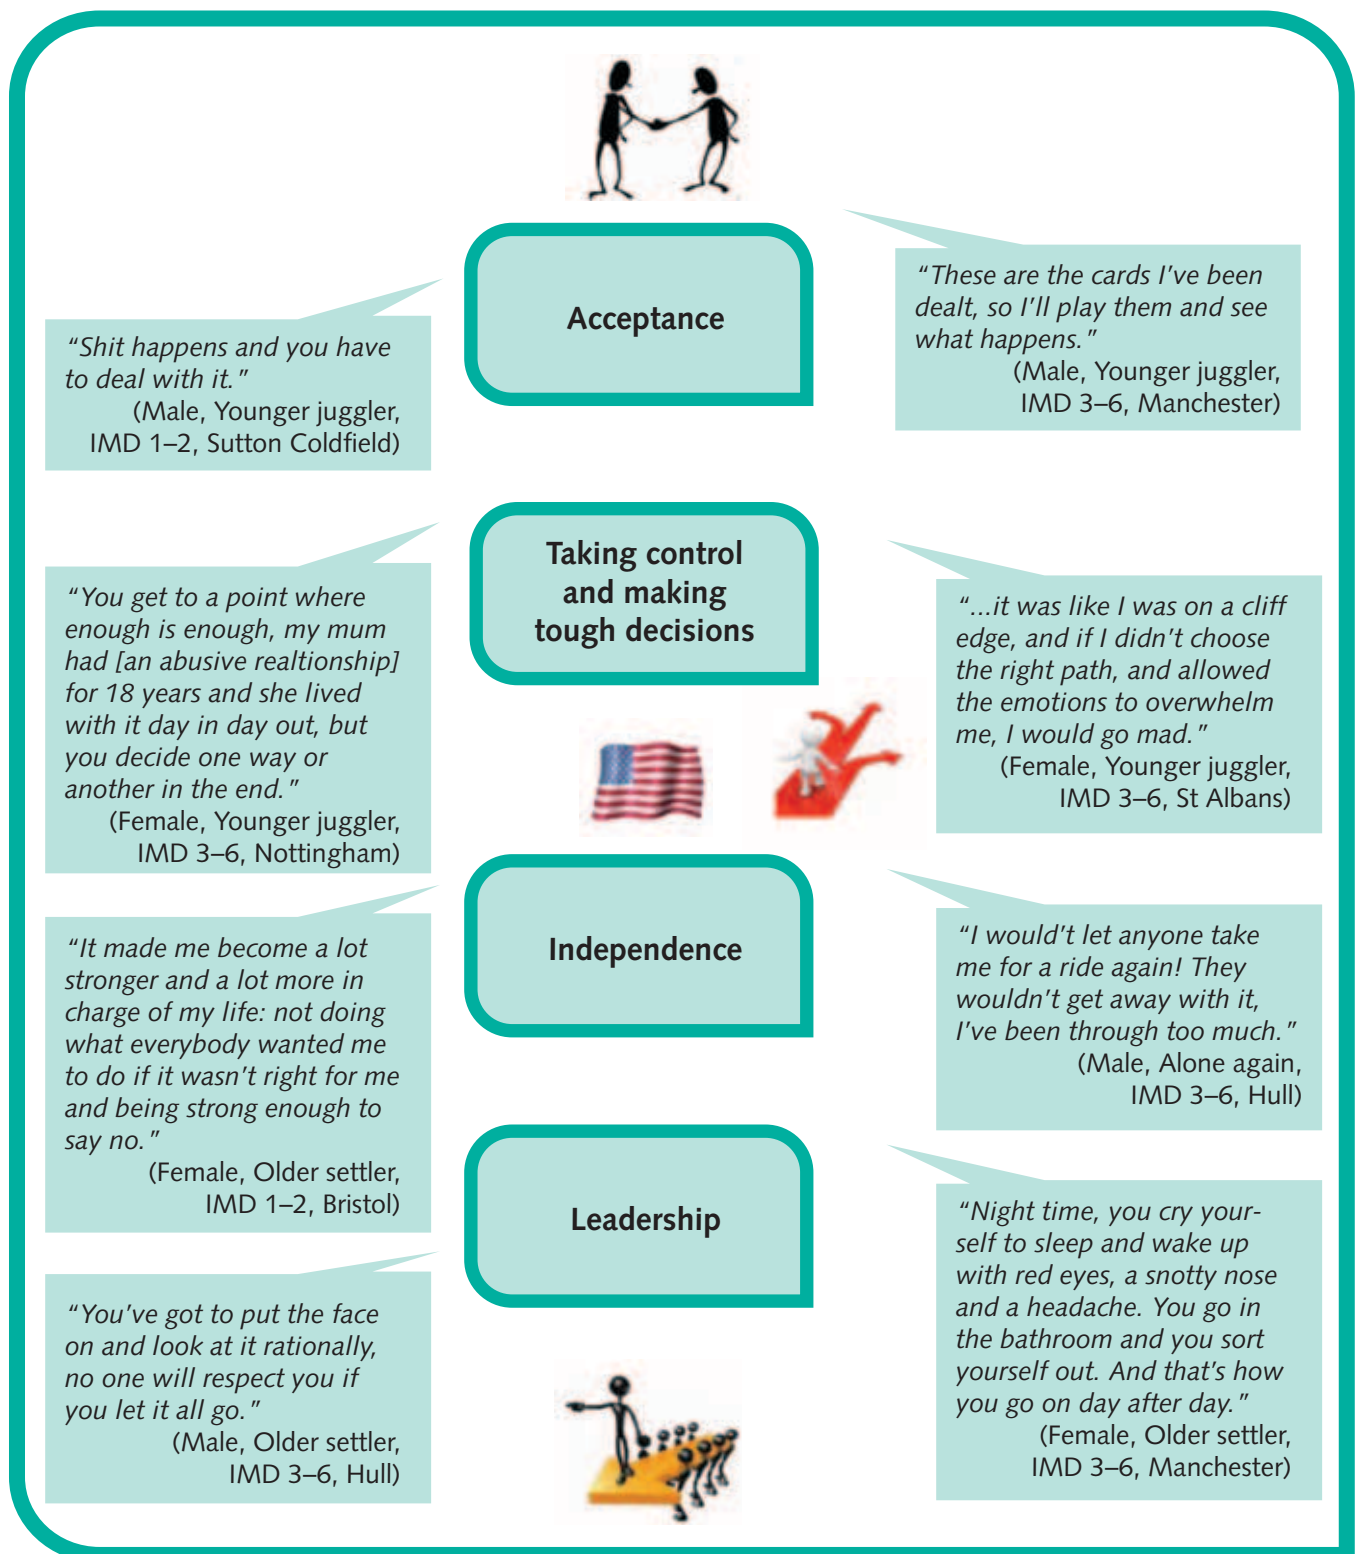 Acceptance
“Shit happens and you have
to deal with it.”
(Male, Younger juggler,
IMD 1–2, Sutton Coldfield)
“These are the cards I've been
dealt, so I'll play them and see
what happens.”
(Male, Younger juggler,
IMD 3–6, Manchester)
Taking control
and making
tough decisions
“You get to a point where
enough is enough, my mum
had [an abusive realtionship]
for 18 years and she lived
with it day in day out, but
you decide one way or
another in the end.”
(Female, Younger juggler,
IMD 3–6, Nottingham)
“...it was like I was on a cliff
edge, and if I didn't choose
the right path, and allowed
the emotions to overwhelm
me, I would go mad.”
(Female, Younger juggler,
IMD 3–6, St Albans)
Independence
“It made me become a lot
stronger and a lot more in
charge of my life: not doing
what everybody wanted me
to do if it wasn't right for me
and being strong enough to
say no.”
(Female, Older settler,
IMD 1–2, Bristol)
“I would't let anyone take
me for a ride again! They
wouldn't get away with it,
I've been through too much.”
(Male, Alone again,
IMD 3–6, Hull)
Leadership
“You've got to put the face
on and look at it rationally,
no one will respect you if
you let it all go.”
(Male, Older settler,
IMD 3–6, Hull)
“Night time, you cry your-
self to sleep and wake up
with red eyes, a snotty nose
and a headache. You go in
the bathroom and you sort
yourself out. And that's how
you go on day after day.”
(Female, Older settler,
IMD 3–6, Manchester)